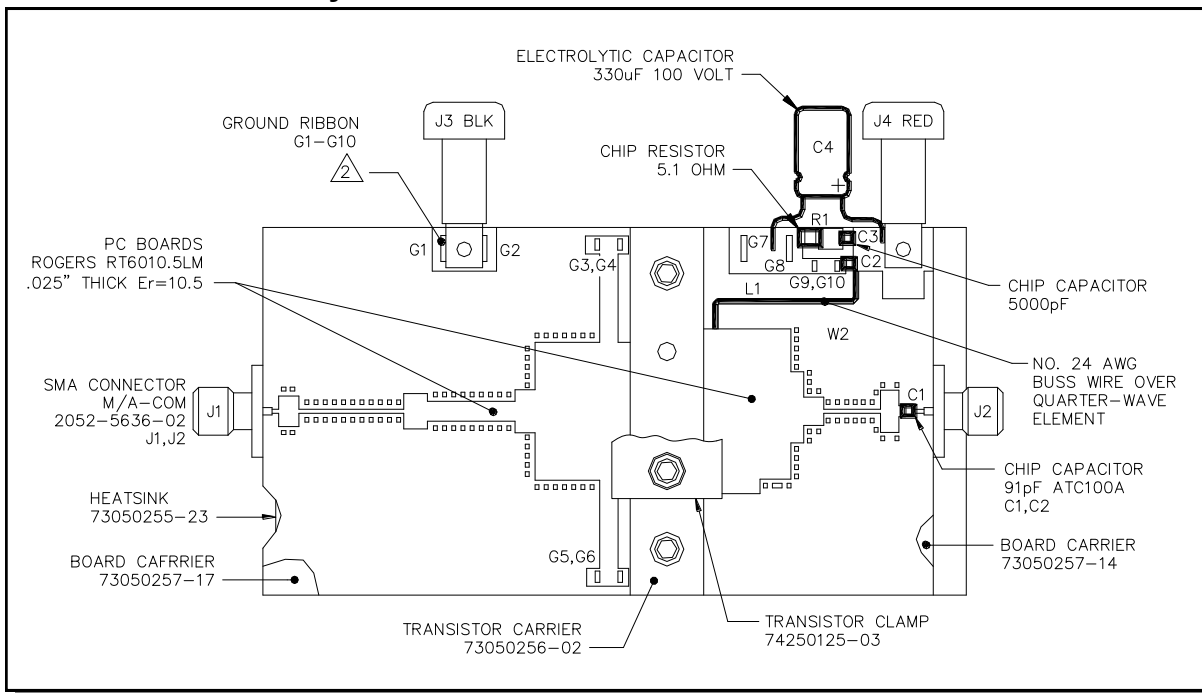 ELECTROLYTIC CAPACITOR
330uF 100 VOLT
J3 BLK
J4 RED
GROUND RIBBON
G1-G10
2
C4
+
CHIP RESISTOR
5.1 OHM
R1
PC BOARDS
ROGERS RT6010.5LM
.025" THICK Er=10.5
G1
G2
G3,G4
G7
G8
C3
C2
G9,G10
L1
CHIP CAPACITOR
5000pF
W2
NO. 24 AWG
BUSS WIRE OVER
QUARTER-WAVE
ELEMENT
SMA CONNECTOR
M/A-COM
2052-5636-02
J1,J2
J1
C1
J2
CHIP CAPACITOR
91pF ATC100A
C1,C2
HEATSINK
73050255-23
BOARD CAFRRIER
73050257-17
G5,G6
BOARD CARRIER
73050257-14
TRANSISTOR CARRIER
73050256-02
TRANSISTOR CLAMP
74250125-03